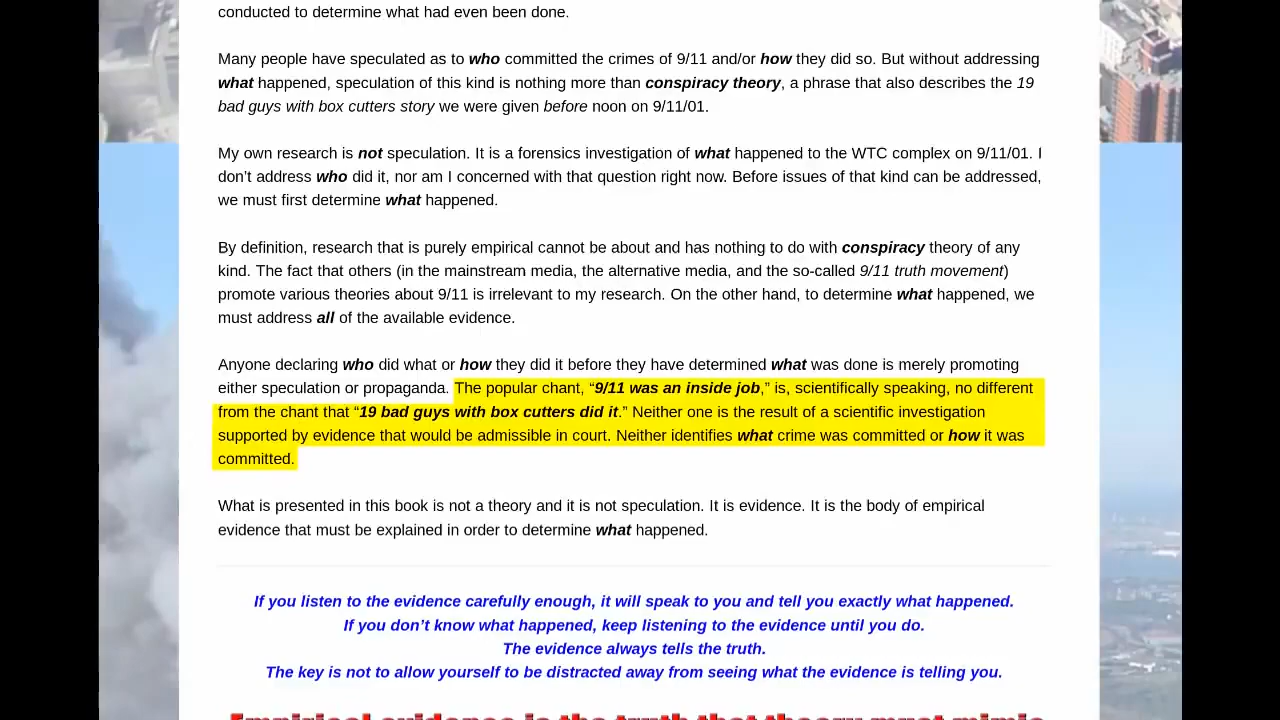 conducted to determine what had even been done.
Many people have speculated as to who committed the crimes of 9/11 and/or how they did so. But without addressing
what happened, speculation of this kind is nothing more than conspiracy theory, a phrase that also describes the 19
bad guys with box cutters story we were given before noon on 9/11/01.
My own research is not speculation. It is a forensics investigation of what happened to the WTC complex on 9/11/01. I
don’t address who did it, nor am I concerned with that question right now. Before issues of that kind can be addressed,
we must first determine what happened.
By definition, research that is purely empirical cannot be about and has nothing to do with conspiracy theory of any
kind. The fact that others (in the mainstream media, the alternative media, and the so-called 9/11 truth movement)
promote various theories about 9/11 is irrelevant to my research. On the other hand, to determine what happened, we
must address all of the available evidence.
Anyone declaring who did what or how they did it before they have determined what was done is merely promoting
either speculation or propaganda. The popular chant, “9/11 was an inside job,” is, scientifically speaking, no different
from the chant that “19 bad guys with box cutters did it.” Neither one is the result of a scientific investigation
supported by evidence that would be admissible in court. Neither identifies what crime was committed or how it was
committed.
What is presented in this book is not a theory and it is not speculation. It is evidence. It is the body of empirical
evidence that must be explained in order to determine what happened.
If you listen to the evidence carefully enough, it will speak to you and tell you exactly what happened.
If you don’t know what happened, keep listening to the evidence until you do.
The evidence always tells the truth.
The key is not to allow yourself to be distracted away from seeing what the evidence is telling you.
Empirical evidence is the truth that theory must mimic